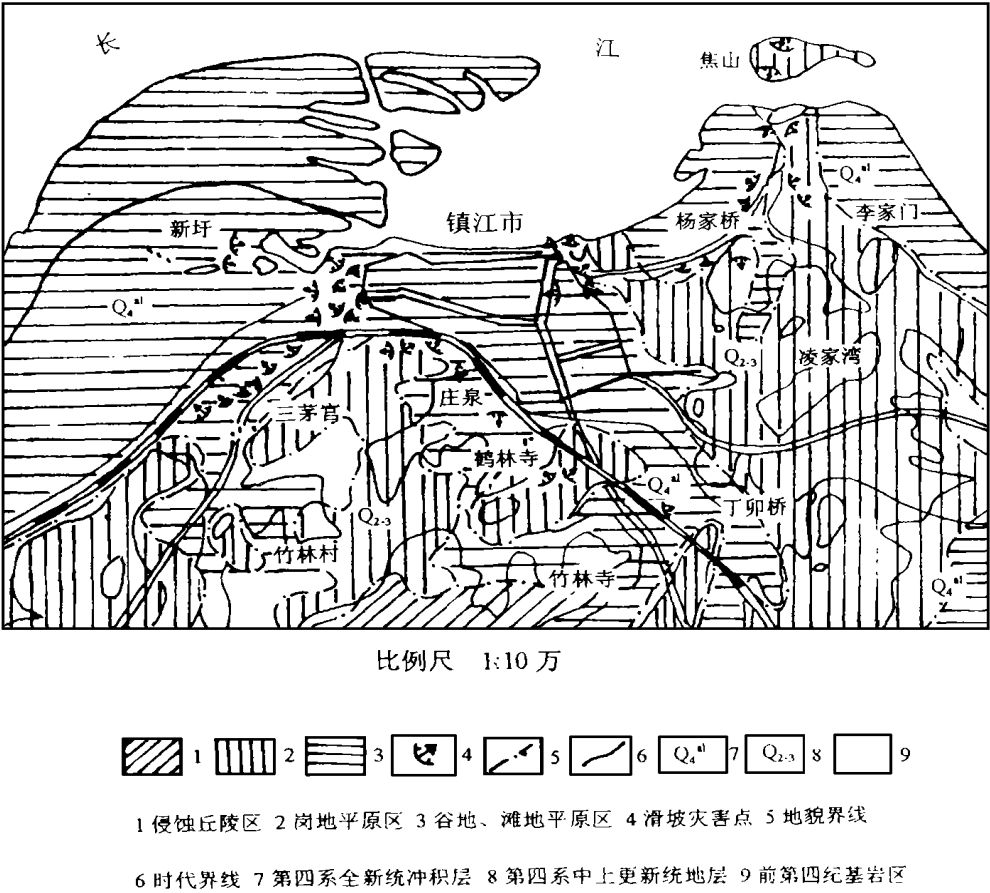 长 江 焦山
Q₄ᵃˡ
新圩 镇江市 杨家桥 李家门
Q₄ᵃˡ
Q₂₋₃ 凌家湾
三茅宫 庄泉
鹤林寺
Q₄ᵃˡ 丁卯桥
Q₂₋₃
竹林村 竹林寺 Q₄ᵃˡ
比例尺 1:10 万
1 2 3 4 5 6 Q₄ᵃˡ 7 Q₂₋₃ 8 9
1 侵蚀丘陵区 2 岗地平原区 3 谷地、滩地平原区 4 滑坡灾害点 5 地貌界线
6 时代界线 7 第四系全新统冲积层 8 第四系中上更新统地层 9 前第四纪基岩区